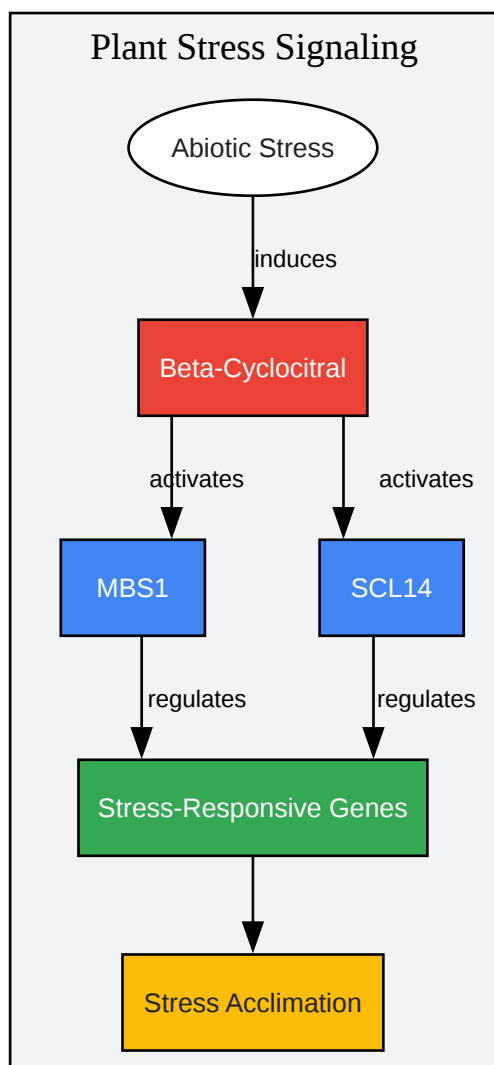 Plant Stress Signaling
Abiotic Stress
induces
Beta-Cyclocitral
activates
activates
MBS1
SCL14
regulates
regulates
Stress-Responsive Genes
Stress Acclimation